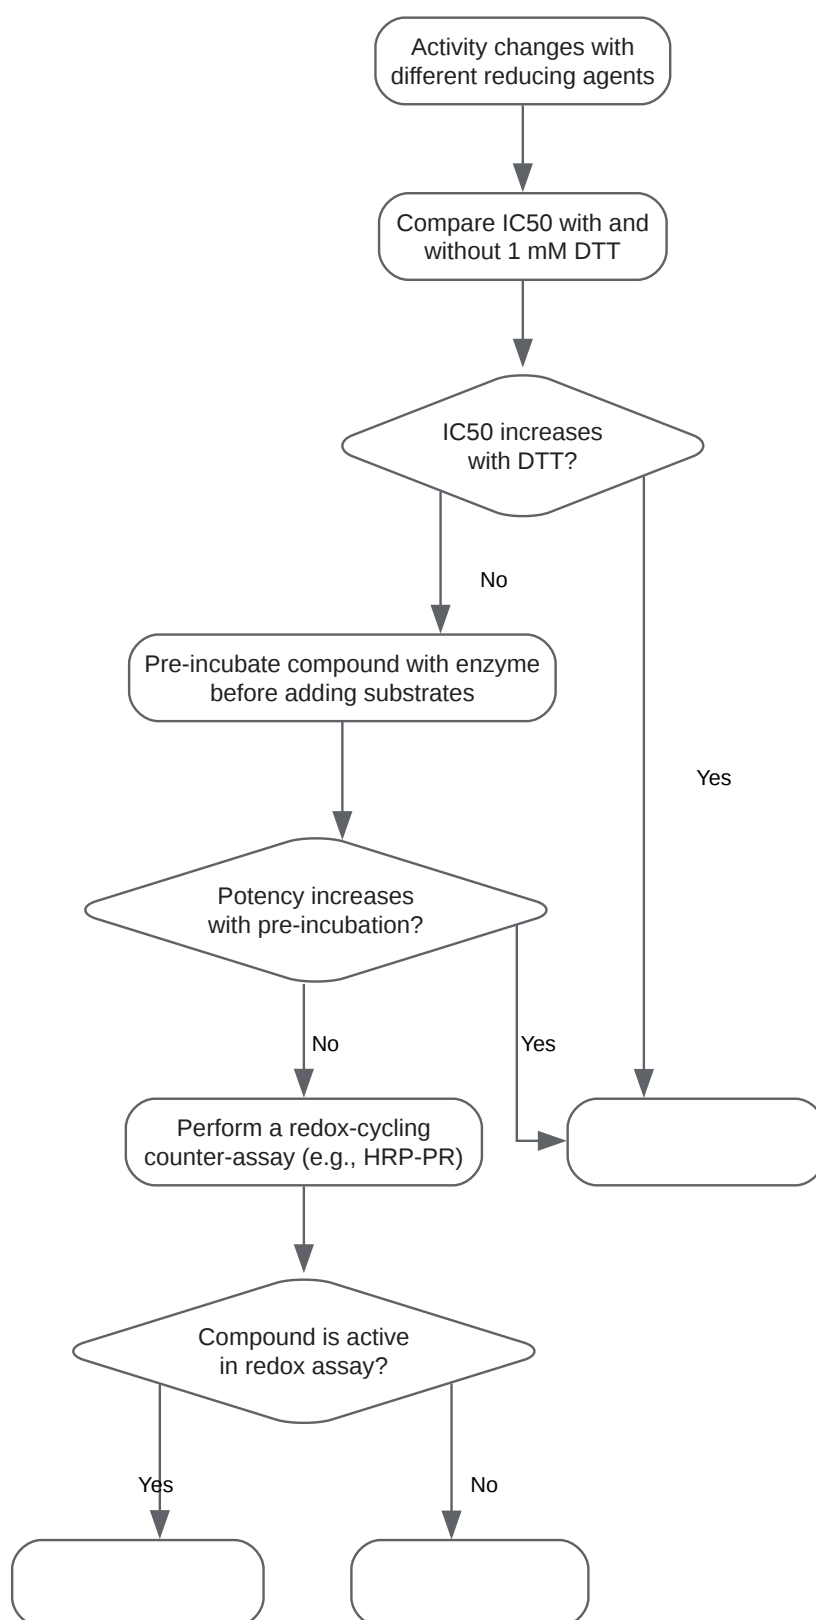 Activity changes with
different reducing agents
Compare IC50 with and
without 1 mM DTT
IC50 increases
with DTT?
No
Pre-incubate compound with enzyme
before adding substrates
Yes
Potency increases
with pre-incubation?
No
Yes
Perform a redox-cycling
counter-assay (e.g., HRP-PR)
Compound is active
in redox assay?
Yes
No